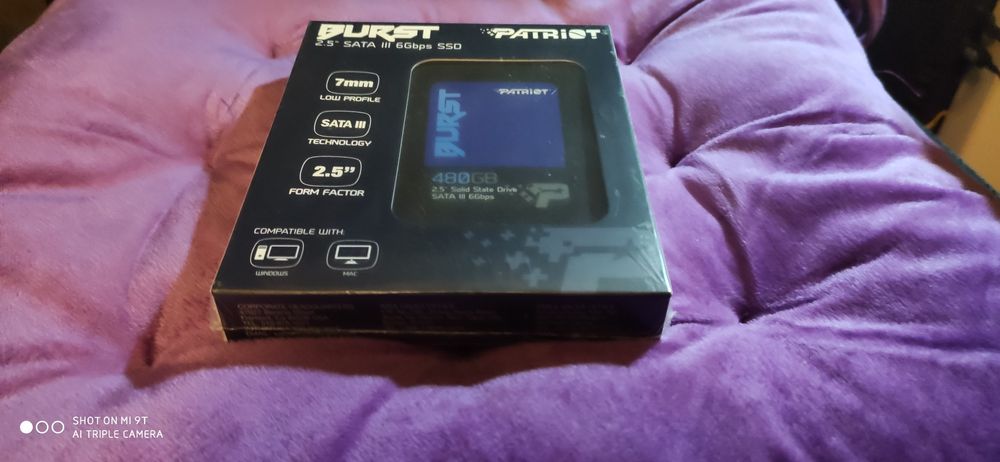 BURST
PATRIOT
2.5" SATA III 6Gbps SSD
7mm
LOW PROFILE
SATA III
TECHNOLOGY
2.5”
FORM FACTOR
PATRIOT
BURST
480GB
2.5" Solid State Drive
SATA III 6Gbps
COMPATIBLE WITH:
WINDOWS
MAC
SHOT ON MI 9T
AI TRIPLE CAMERA